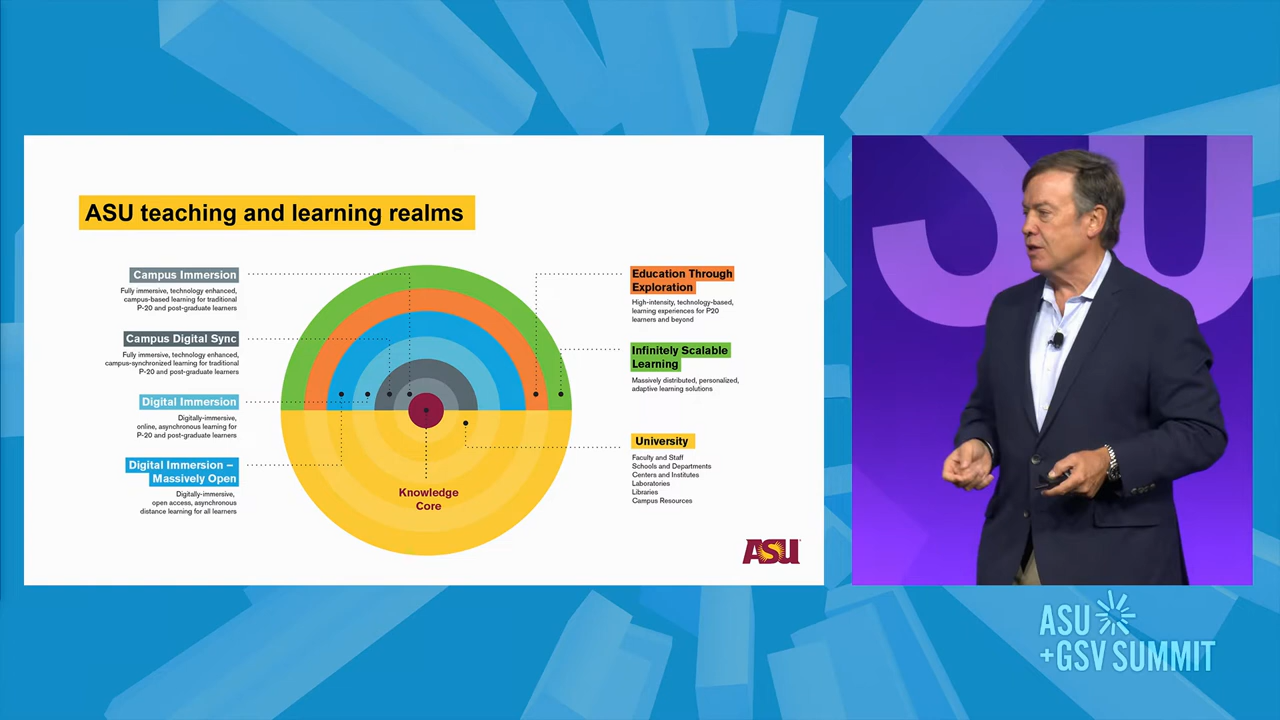 ASU teaching and learning realms
Campus Immersion
Fully immersive, technology enhanced,
campus-based learning for traditional
P-20 and post-graduate learners
Campus Digital Sync
Fully immersive, technology enhanced,
campus-synchronized learning for traditional
P-20 and post-graduate learners
Digital Immersion
Digitally-immersive,
online, asynchronous learning for
P-20 and post-graduate learners
Digital Immersion –
Massively Open
Digitally-immersive,
open access, asynchronous
distance learning for all learners
Knowledge
Core
Education Through
Exploration
High-intensity, technology-based,
learning experiences for P20
learners and beyond
Infinitely Scalable
Learning
Massively distributed, personalized,
adaptive learning solutions
University
Faculty and Staff
Schools and Departments
Centers and Institutes
Laboratories
Libraries
Campus Resources
ASU
SU
ASU
+GSV SUMMIT